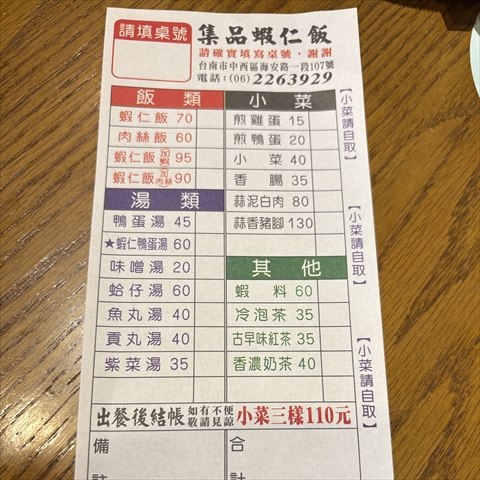 請填桌號
集品蝦仁飯
請確實填寫桌號，謝謝
台南市中西區海安路一段107號
電話：(06)2263929
飯類
蝦仁飯 70
肉絲飯 60
蝦仁飯(加蝦)95
蝦仁飯(加肉絲)90
湯類
鴨蛋湯 45
★蝦仁鴨蛋湯 60
味噌湯 20
蛤仔湯 60
魚丸湯 40
貢丸湯 40
紫菜湯 35
小菜
煎雞蛋 15
煎鴨蛋 20
小菜 40
香腸 35
蒜泥白肉 80
蒜香豬腳 130
其他
蝦料 60
冷泡茶 35
古早味紅茶 35
香濃奶茶 40
【小菜請自取】
【小菜請自取】
【小菜請自取】
出餐後結帳 如有不便敬請見諒 小菜三樣110元
備註
合計